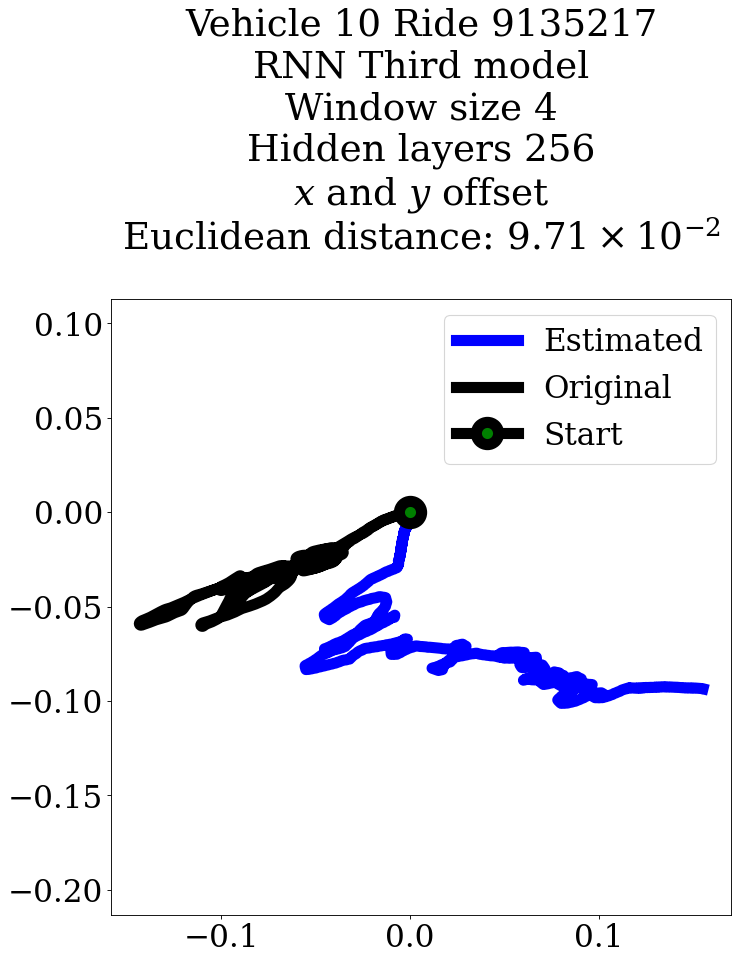 Vehicle 10 Ride 9135217
RNN Third model
Window size 4
Hidden layers 256
x and y offset
Euclidean distance: 9.71 × 10⁻²
Estimated
Original
Start
0.10
0.05
0.00
−0.05
−0.10
−0.15
−0.20
−0.1
0.0
0.1